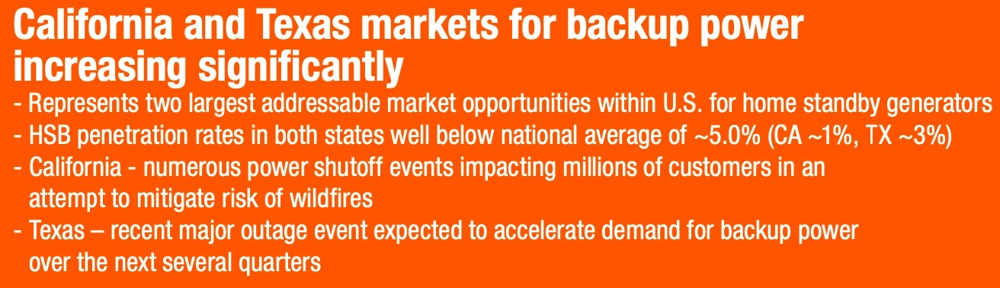 California and Texas markets for backup power
increasing significantly
- Represents two largest addressable market opportunities within U.S. for home standby generators
- HSB penetration rates in both states well below national average of ~5.0% (CA ~1%, TX ~3%)
- California - numerous power shutoff events impacting millions of customers in an
attempt to mitigate risk of wildfires
- Texas – recent major outage event expected to accelerate demand for backup power
over the next several quarters